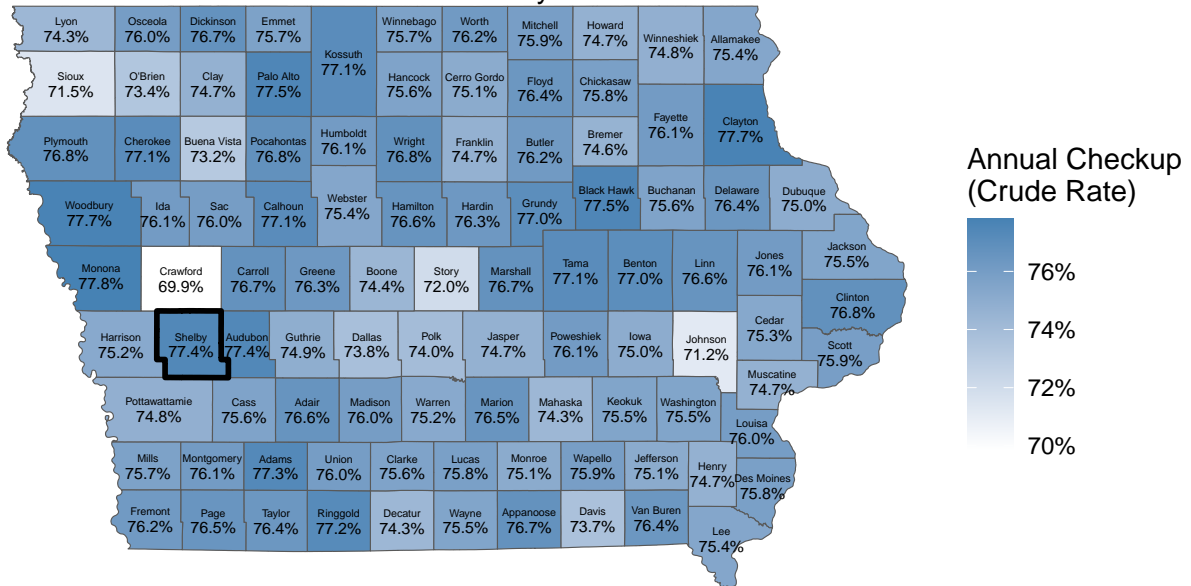 Lyon
74.3%
Osceola
76.0%
Dickinson
76.7%
Emmet
75.7%
Kossuth
77.1%
Winnebago
75.7%
Worth
76.2%
Mitchell
75.9%
Howard
74.7%
Winneshiek
74.8%
Allamakee
75.4%
Sioux
71.5%
O'Brien
73.4%
Clay
74.7%
Palo Alto
77.5%
Hancock
75.6%
Cerro Gordo
75.1%
Floyd
76.4%
Chickasaw
75.8%
Fayette
76.1%
Clayton
77.7%
Plymouth
76.8%
Cherokee
77.1%
Buena Vista
73.2%
Pocahontas
76.8%
Humboldt
76.1%
Wright
76.8%
Franklin
74.7%
Butler
76.2%
Bremer
74.6%
Woodbury
77.7%
Ida
76.1%
Sac
76.0%
Calhoun
77.1%
Webster
75.4%
Hamilton
76.6%
Hardin
76.3%
Grundy
77.0%
Black Hawk
77.5%
Buchanan
75.6%
Delaware
76.4%
Dubuque
75.0%
Monona
77.8%
Crawford
69.9%
Carroll
76.7%
Greene
76.3%
Boone
74.4%
Story
72.0%
Marshall
76.7%
Tama
77.1%
Benton
77.0%
Linn
76.6%
Jones
76.1%
Jackson
75.5%
Clinton
76.8%
Harrison
75.2%
Shelby
77.4%
Audubon
77.4%
Guthrie
74.9%
Dallas
73.8%
Polk
74.0%
Jasper
74.7%
Poweshiek
76.1%
Iowa
75.0%
Johnson
71.2%
Cedar
75.3%
Scott
75.9%
Muscatine
74.7%
Pottawattamie
74.8%
Cass
75.6%
Adair
76.6%
Madison
76.0%
Warren
75.2%
Marion
76.5%
Mahaska
74.3%
Keokuk
75.5%
Washington
75.5%
Louisa
76.0%
Mills
75.7%
Montgomery
76.1%
Adams
77.3%
Union
76.0%
Clarke
75.6%
Lucas
75.8%
Monroe
75.1%
Wapello
75.9%
Jefferson
75.1%
Henry
74.7%
Des Moines
75.8%
Fremont
76.2%
Page
76.5%
Taylor
76.4%
Ringgold
77.2%
Decatur
74.3%
Wayne
75.5%
Appanoose
76.7%
Davis
73.7%
Van Buren
76.4%
Lee
75.4%
Annual Checkup
(Crude Rate)
76%
74%
72%
70%